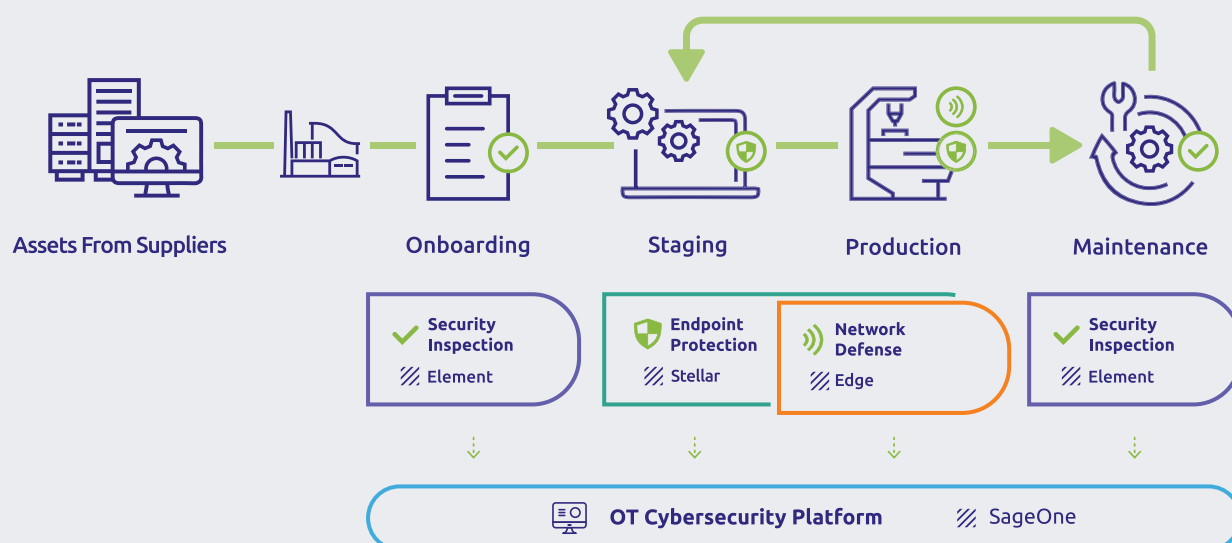 Assets From Suppliers
Onboarding
Staging
Production
Maintenance
Security
Inspection
Element
Endpoint
Protection
Stellar
Network
Defense
Edge
Security
Inspection
Element
OT Cybersecurity Platform
SageOne